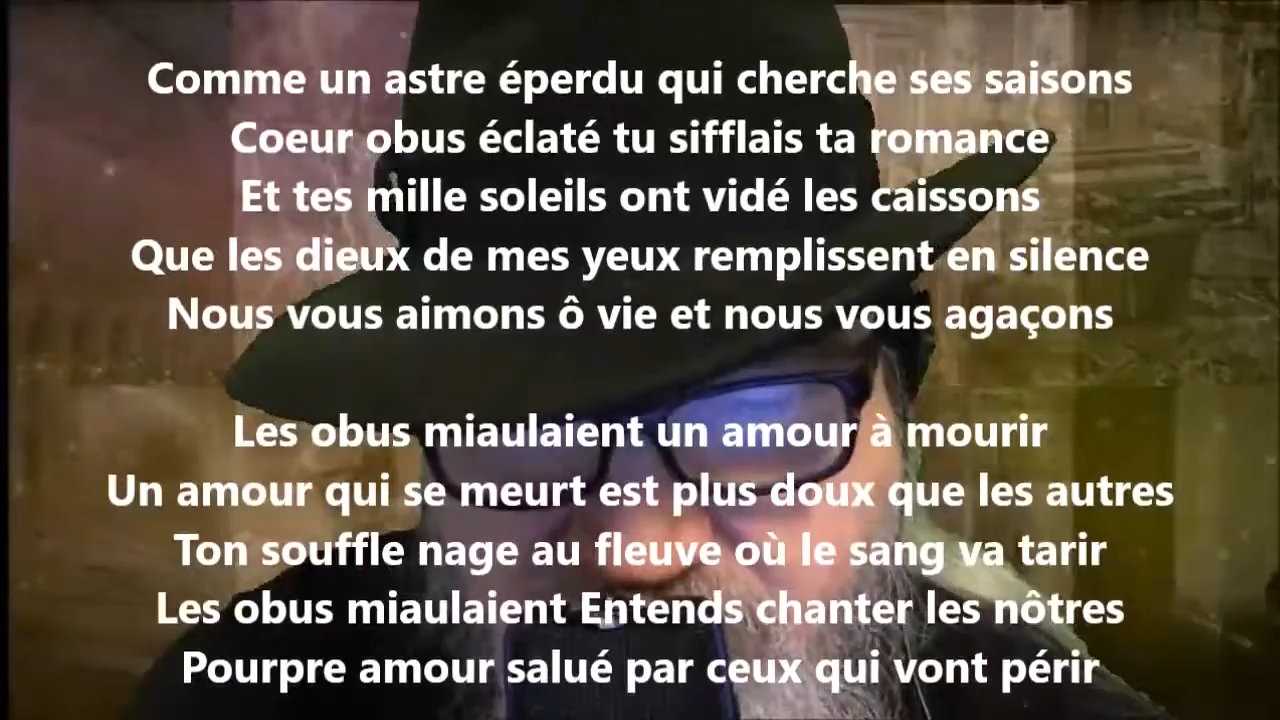 Comme un astre éperdu qui cherche ses saisons
Coeur obus éclaté tu sifflais ta romance
Et tes mille soleils ont vidé les caissons
Que les dieux de mes yeux remplissent en silence
Nous vous aimons ô vie et nous vous agaçons
Les obus miaulaient un amour à mourir
Un amour qui se meurt est plus doux que les autres
Ton souffle nage au fleuve où le sang va tarir
Les obus miaulaient Entends chanter les nôtres
Pourpre amour salué par ceux qui vont périr